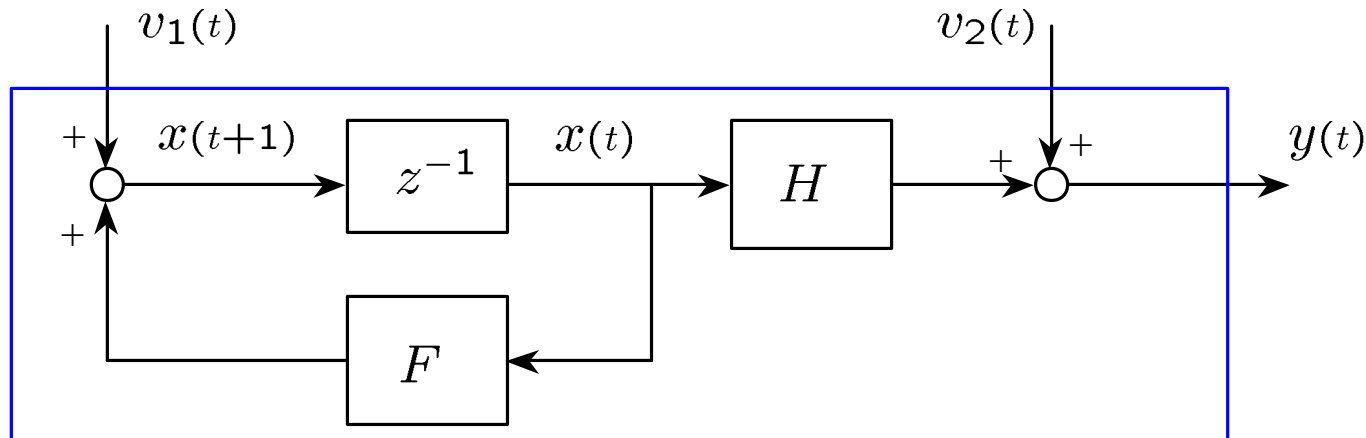 v₁(t)
v₂(t)
+
x(t+1)
z⁻¹
x(t)
H
+
+
y(t)
+
F